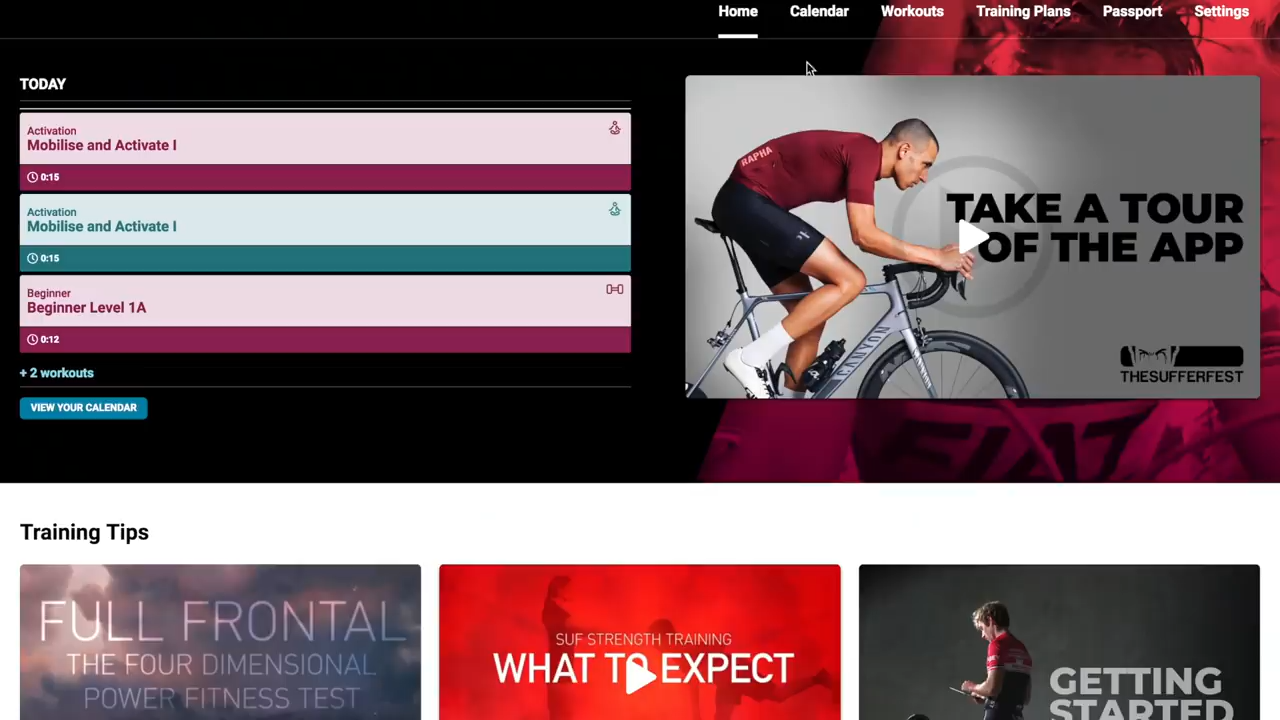 Home Calendar Workouts Training Plans Passport Settings
TODAY
Activation
Mobilise and Activate I
0:15
Activation
Mobilise and Activate I
0:15
Beginner
Beginner Level 1A
0:12
+ 2 workouts
VIEW YOUR CALENDAR
RAPHA
TAKE A TOUR
OF THE APP
CANYON
THESUFFERFEST
Training Tips
FULL FRONTAL
THE FOUR DIMENSIONAL
POWER FITNESS TEST
SUF STRENGTH TRAINING
WHAT TO EXPECT
GETTING
STARTED